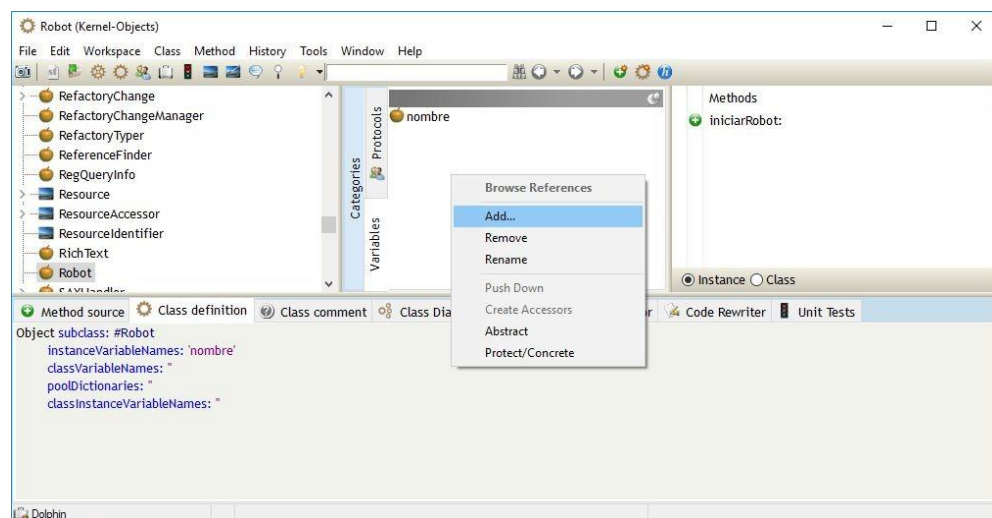 Robot (Kernel-Objects)
File Edit Workspace Class Method History Tools Window Help
RefactoryChange
RefactoryChangeManager
RefactoryTyper
ReferenceFinder
RegQueryInfo
Resource
ResourceAccessor
ResourceIdentifier
RichText
Robot
SAXHandler
Categories
Protocols
Variables
nombre
Methods
iniciarRobot:
Instance Class
Browse References
Add...
Remove
Rename
Push Down
Create Accessors
Abstract
Protect/Concrete
Method source Class definition Class comment Class Dia r Code Rewriter Unit Tests
Object subclass: #Robot
instanceVariableNames: 'nombre'
classVariableNames: ''
poolDictionaries: ''
classInstanceVariableNames: ''
Dolphin